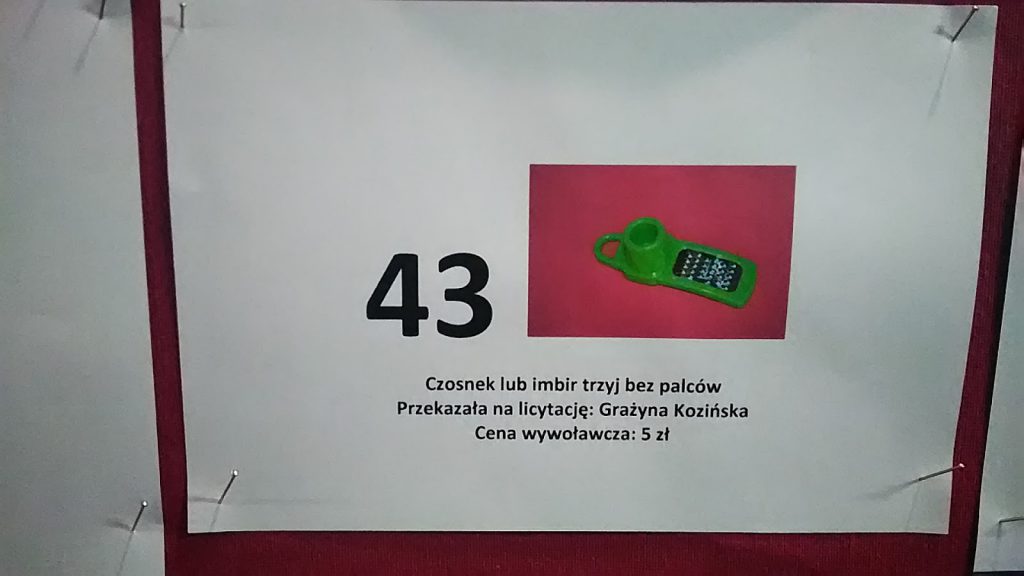 43
Czosnek lub imbir trzyj bez palców
Przekazała na licytację: Grażyna Kozińska
Cena wywoławcza: 5 zł